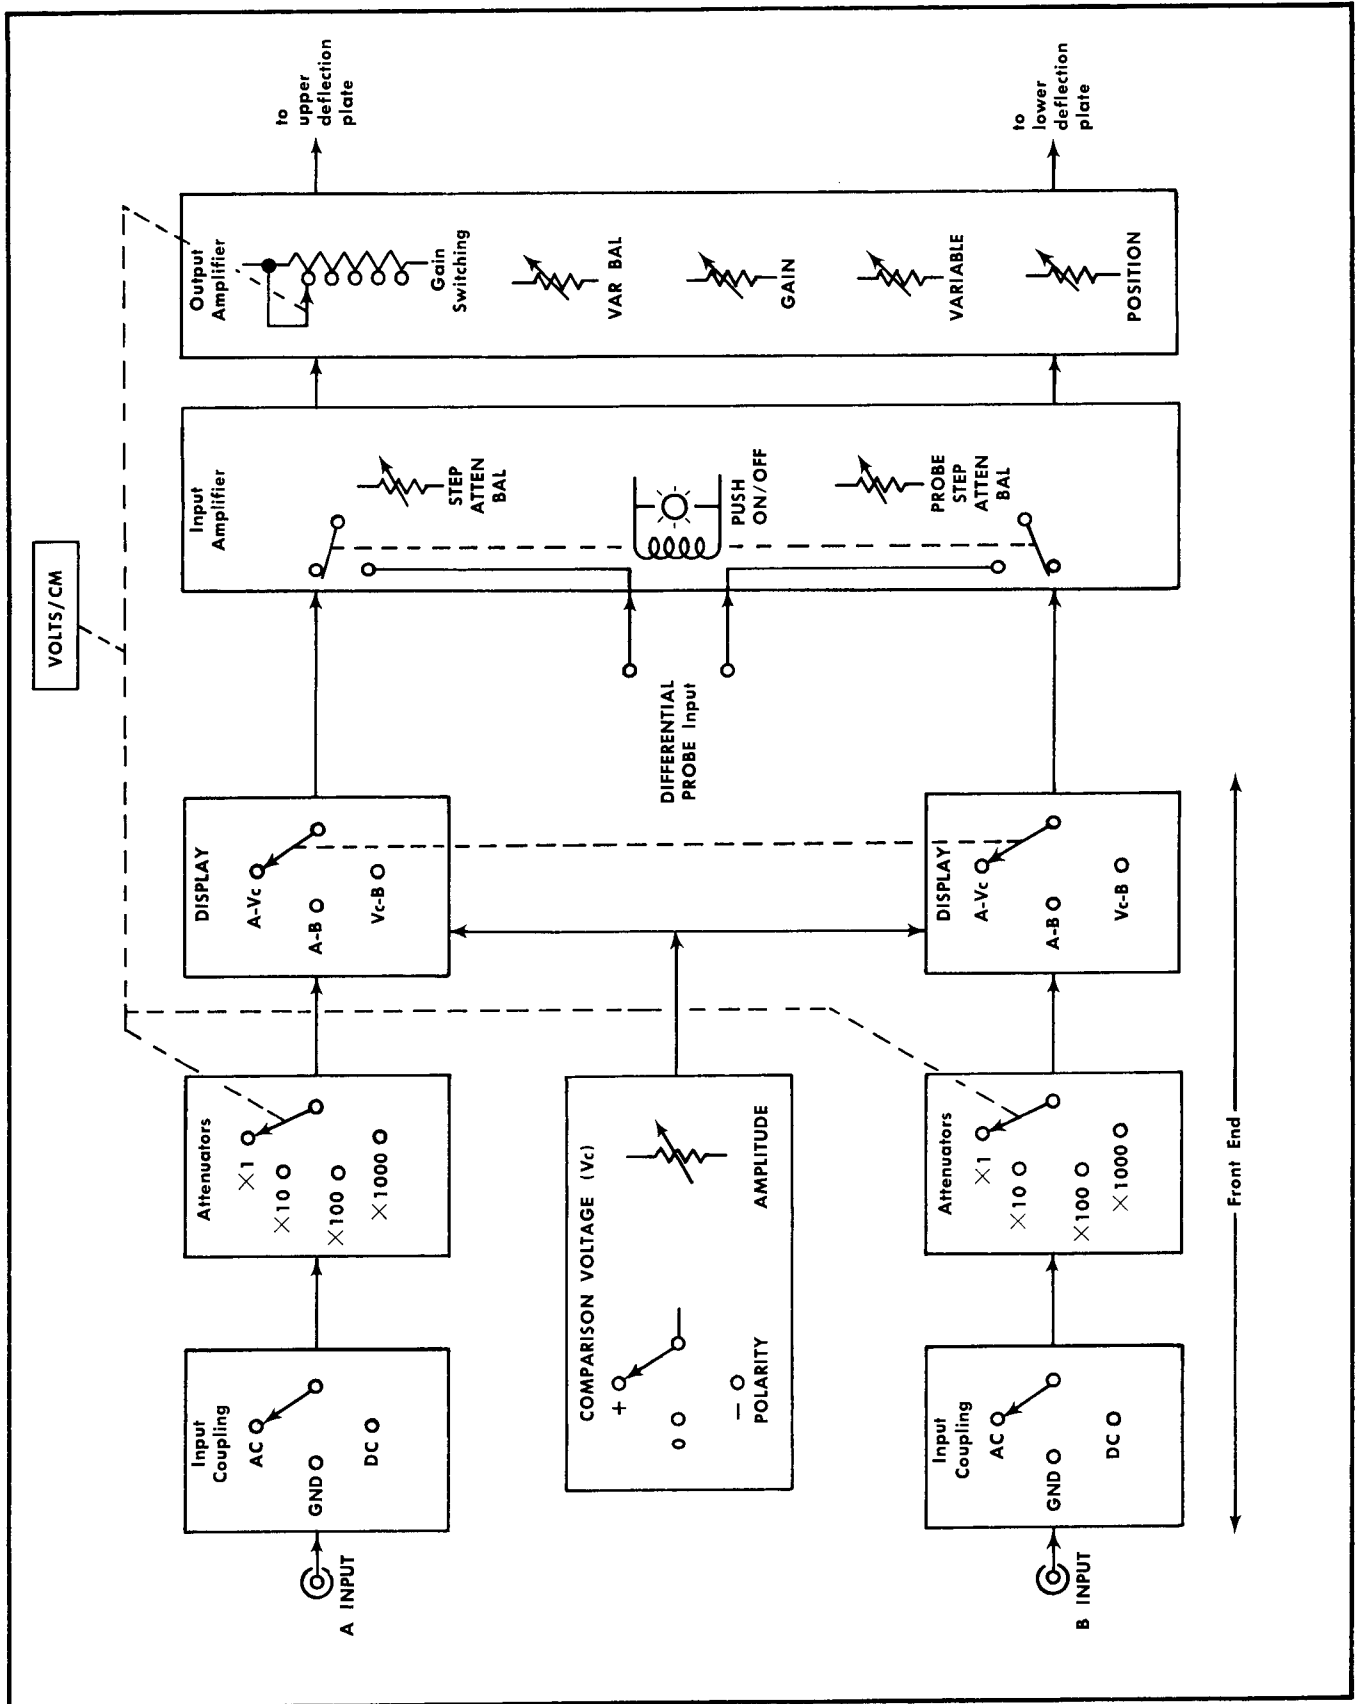 VOLTS/CM
A INPUT
Input
Coupling
AC
GND
DC
Attenuators
×1
×10
×100
×1000
DISPLAY
A-Vc
A-B
Vc-B
Input
Amplifier
STEP
ATTEN
BAL
PUSH
ON/OFF
PROBE
STEP
ATTEN
BAL
Output
Amplifier
Gain
Switching
VAR BAL
GAIN
VARIABLE
POSITION
to
upper
deflection
plate
to
lower
deflection
plate
DIFFERENTIAL
PROBE Input
COMPARISON VOLTAGE (Vc)
+
0
−
POLARITY
AMPLITUDE
B INPUT
Input
Coupling
AC
GND
DC
Attenuators
×1
×10
×100
×1000
DISPLAY
A-Vc
A-B
Vc-B
Front End